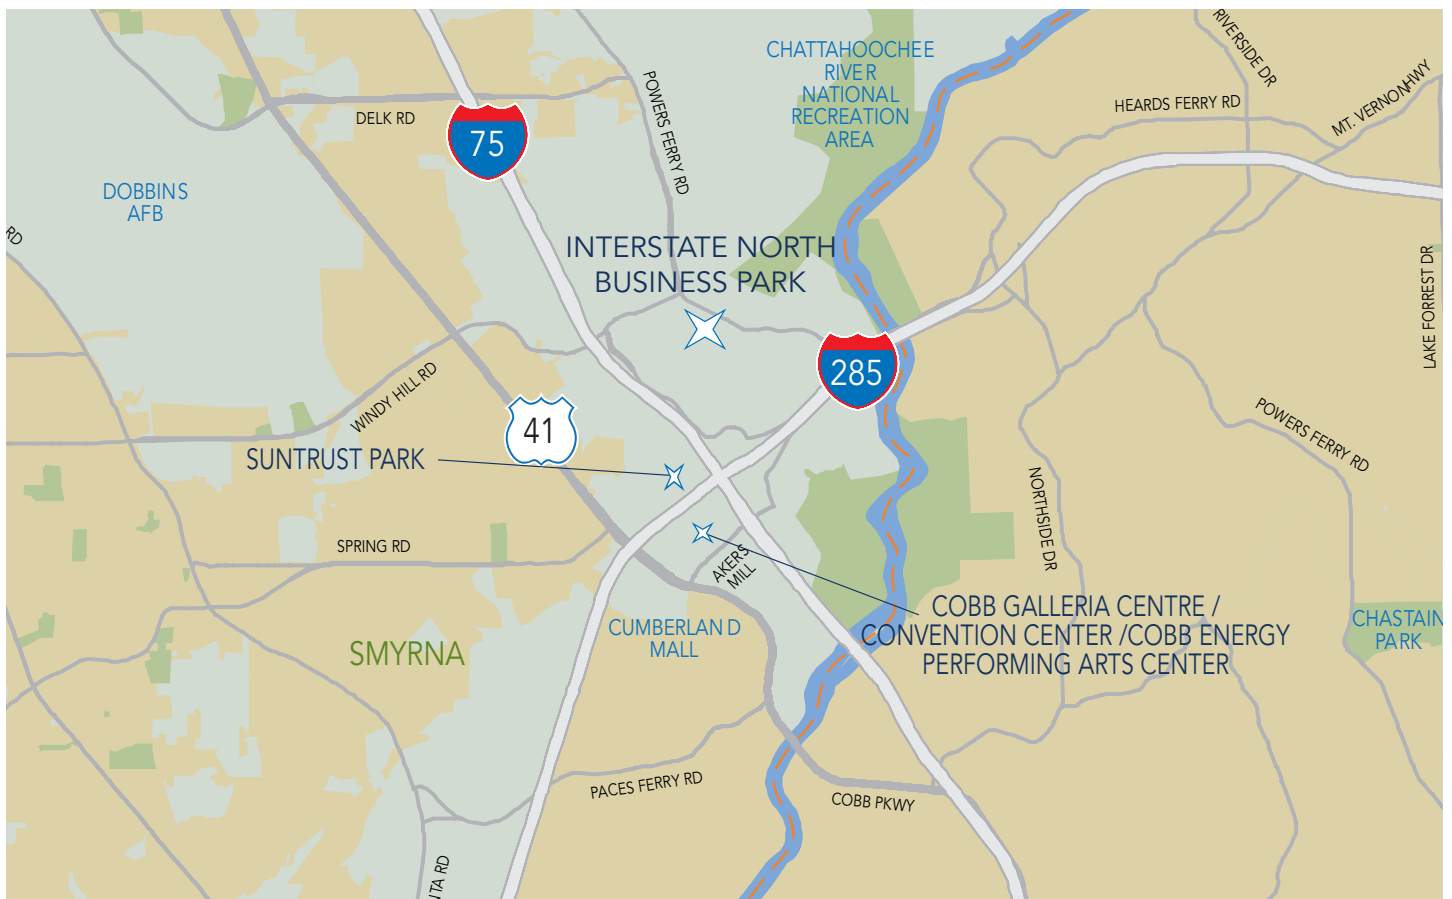 RIVERSIDE DR
CHATTAHOOCHEE
RIVER
NATIONAL
RECREATION
AREA
POWERS FERRY RD
HEARDS FERRY RD
MT. VERNON HWY
DELK RD
75
DOBBINS
AFB
RD
INTERSTATE NORTH
BUSINESS PARK
LAKE FORREST DR
285
WINDY HILL RD
41
POWERS FERRY RD
SUNTRUST PARK
NORTHSIDE DR
SPRING RD
AKERS
MILL
COBB GALLERIA CENTRE /
CONVENTION CENTER /COBB ENERGY
PERFORMING ARTS CENTER
CHASTAIN
PARK
CUMBERLAND
MALL
SMYRNA
PACES FERRY RD
COBB PKWY
NTA RD